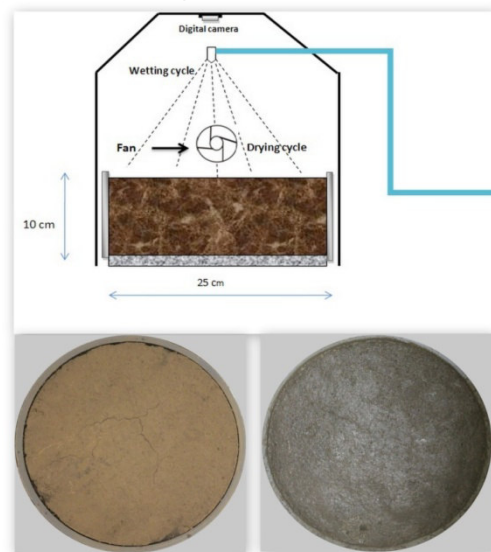 Digital camera
Wetting cycle
Fan
Drying cycle
10 cm
25 cm